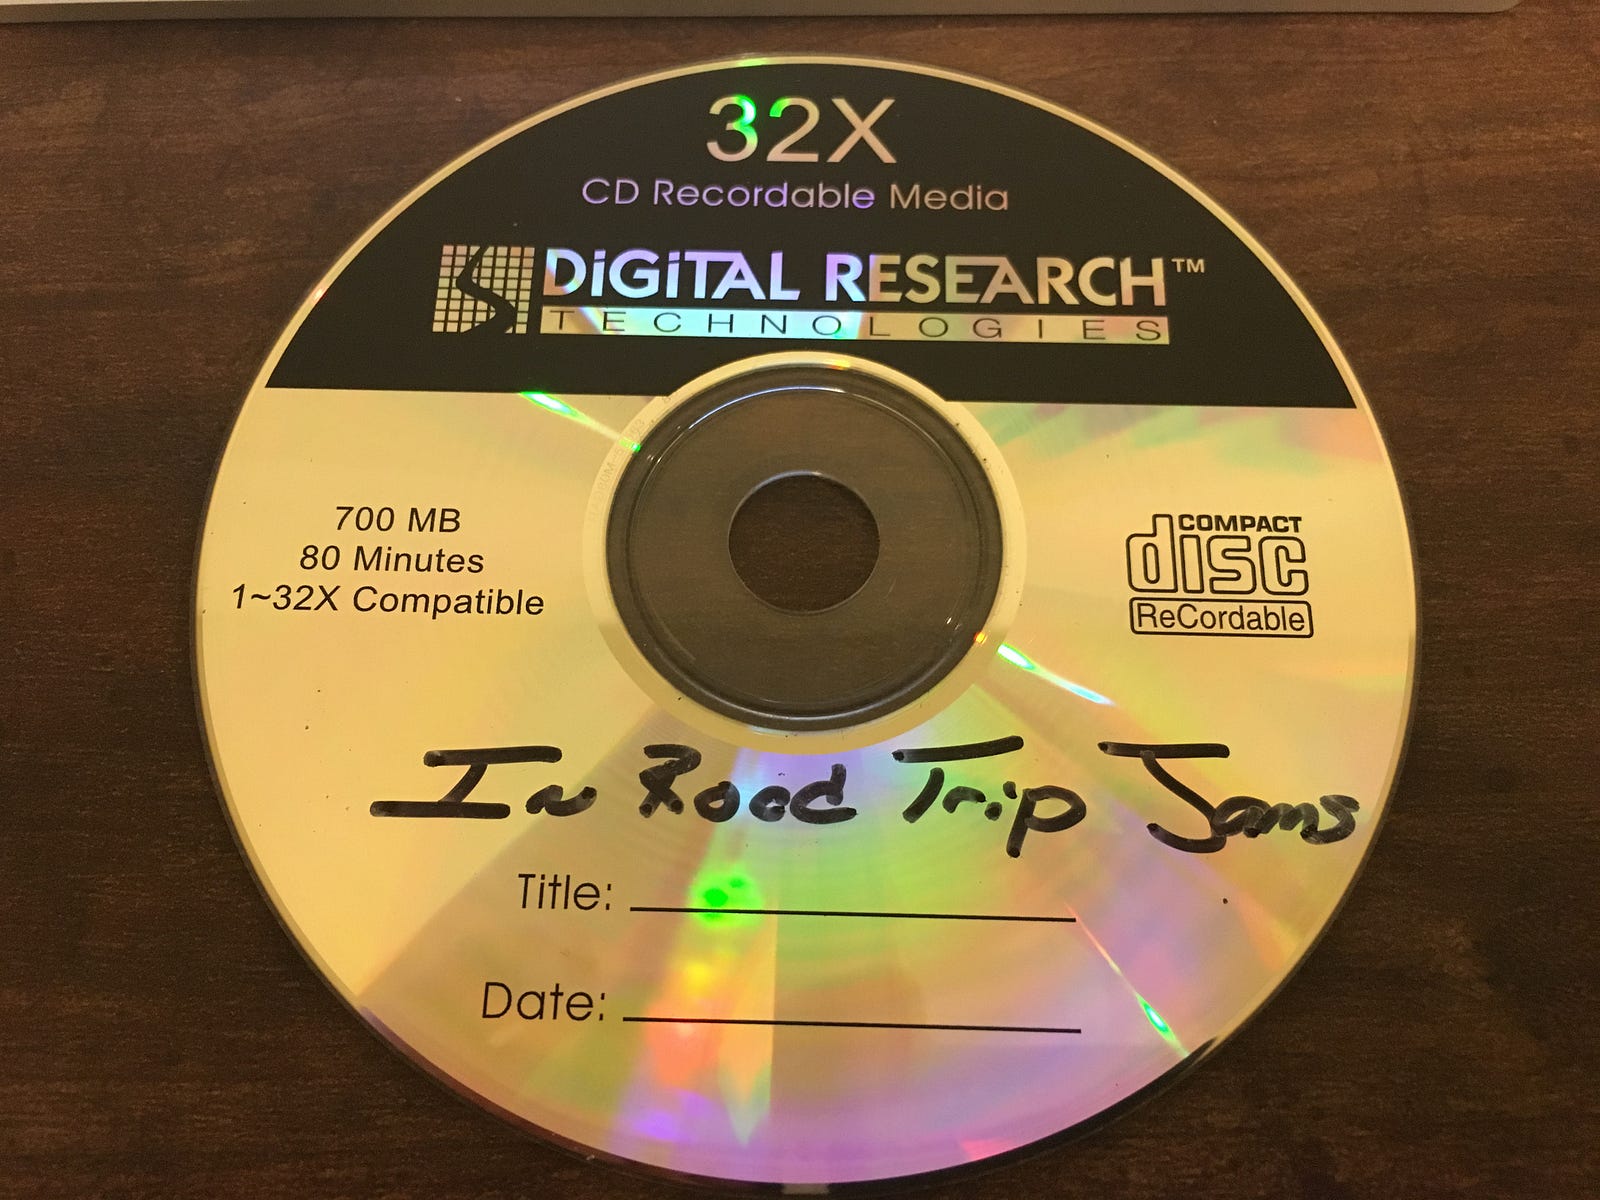 32X
CD Recordable Media
DiGiTAL RESEARCH™
TECHNOLOGIES
700 MB
80 Minutes
1~32X Compatible
COMPACT
disc
ReCordable
In Road Trip Jams
Title:
Date: